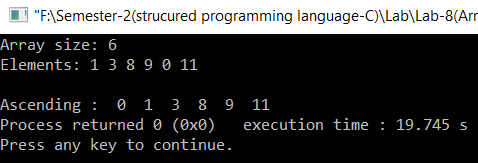 "F:\Semester-2(strucured programming language-C)\Lab\Lab-8(Arr
Array size: 6
Elements: 1 3 8 9 0 11
Ascending :  0  1  3  8  9  11
Process returned 0 (0x0)   execution time : 19.745 s
Press any key to continue.